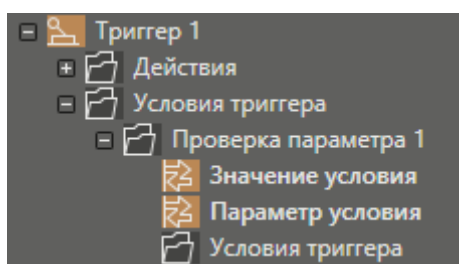 Триггер 1
Действия
Условия триггера
Проверка параметра 1
Значение условия
Параметр условия
Условия триггера